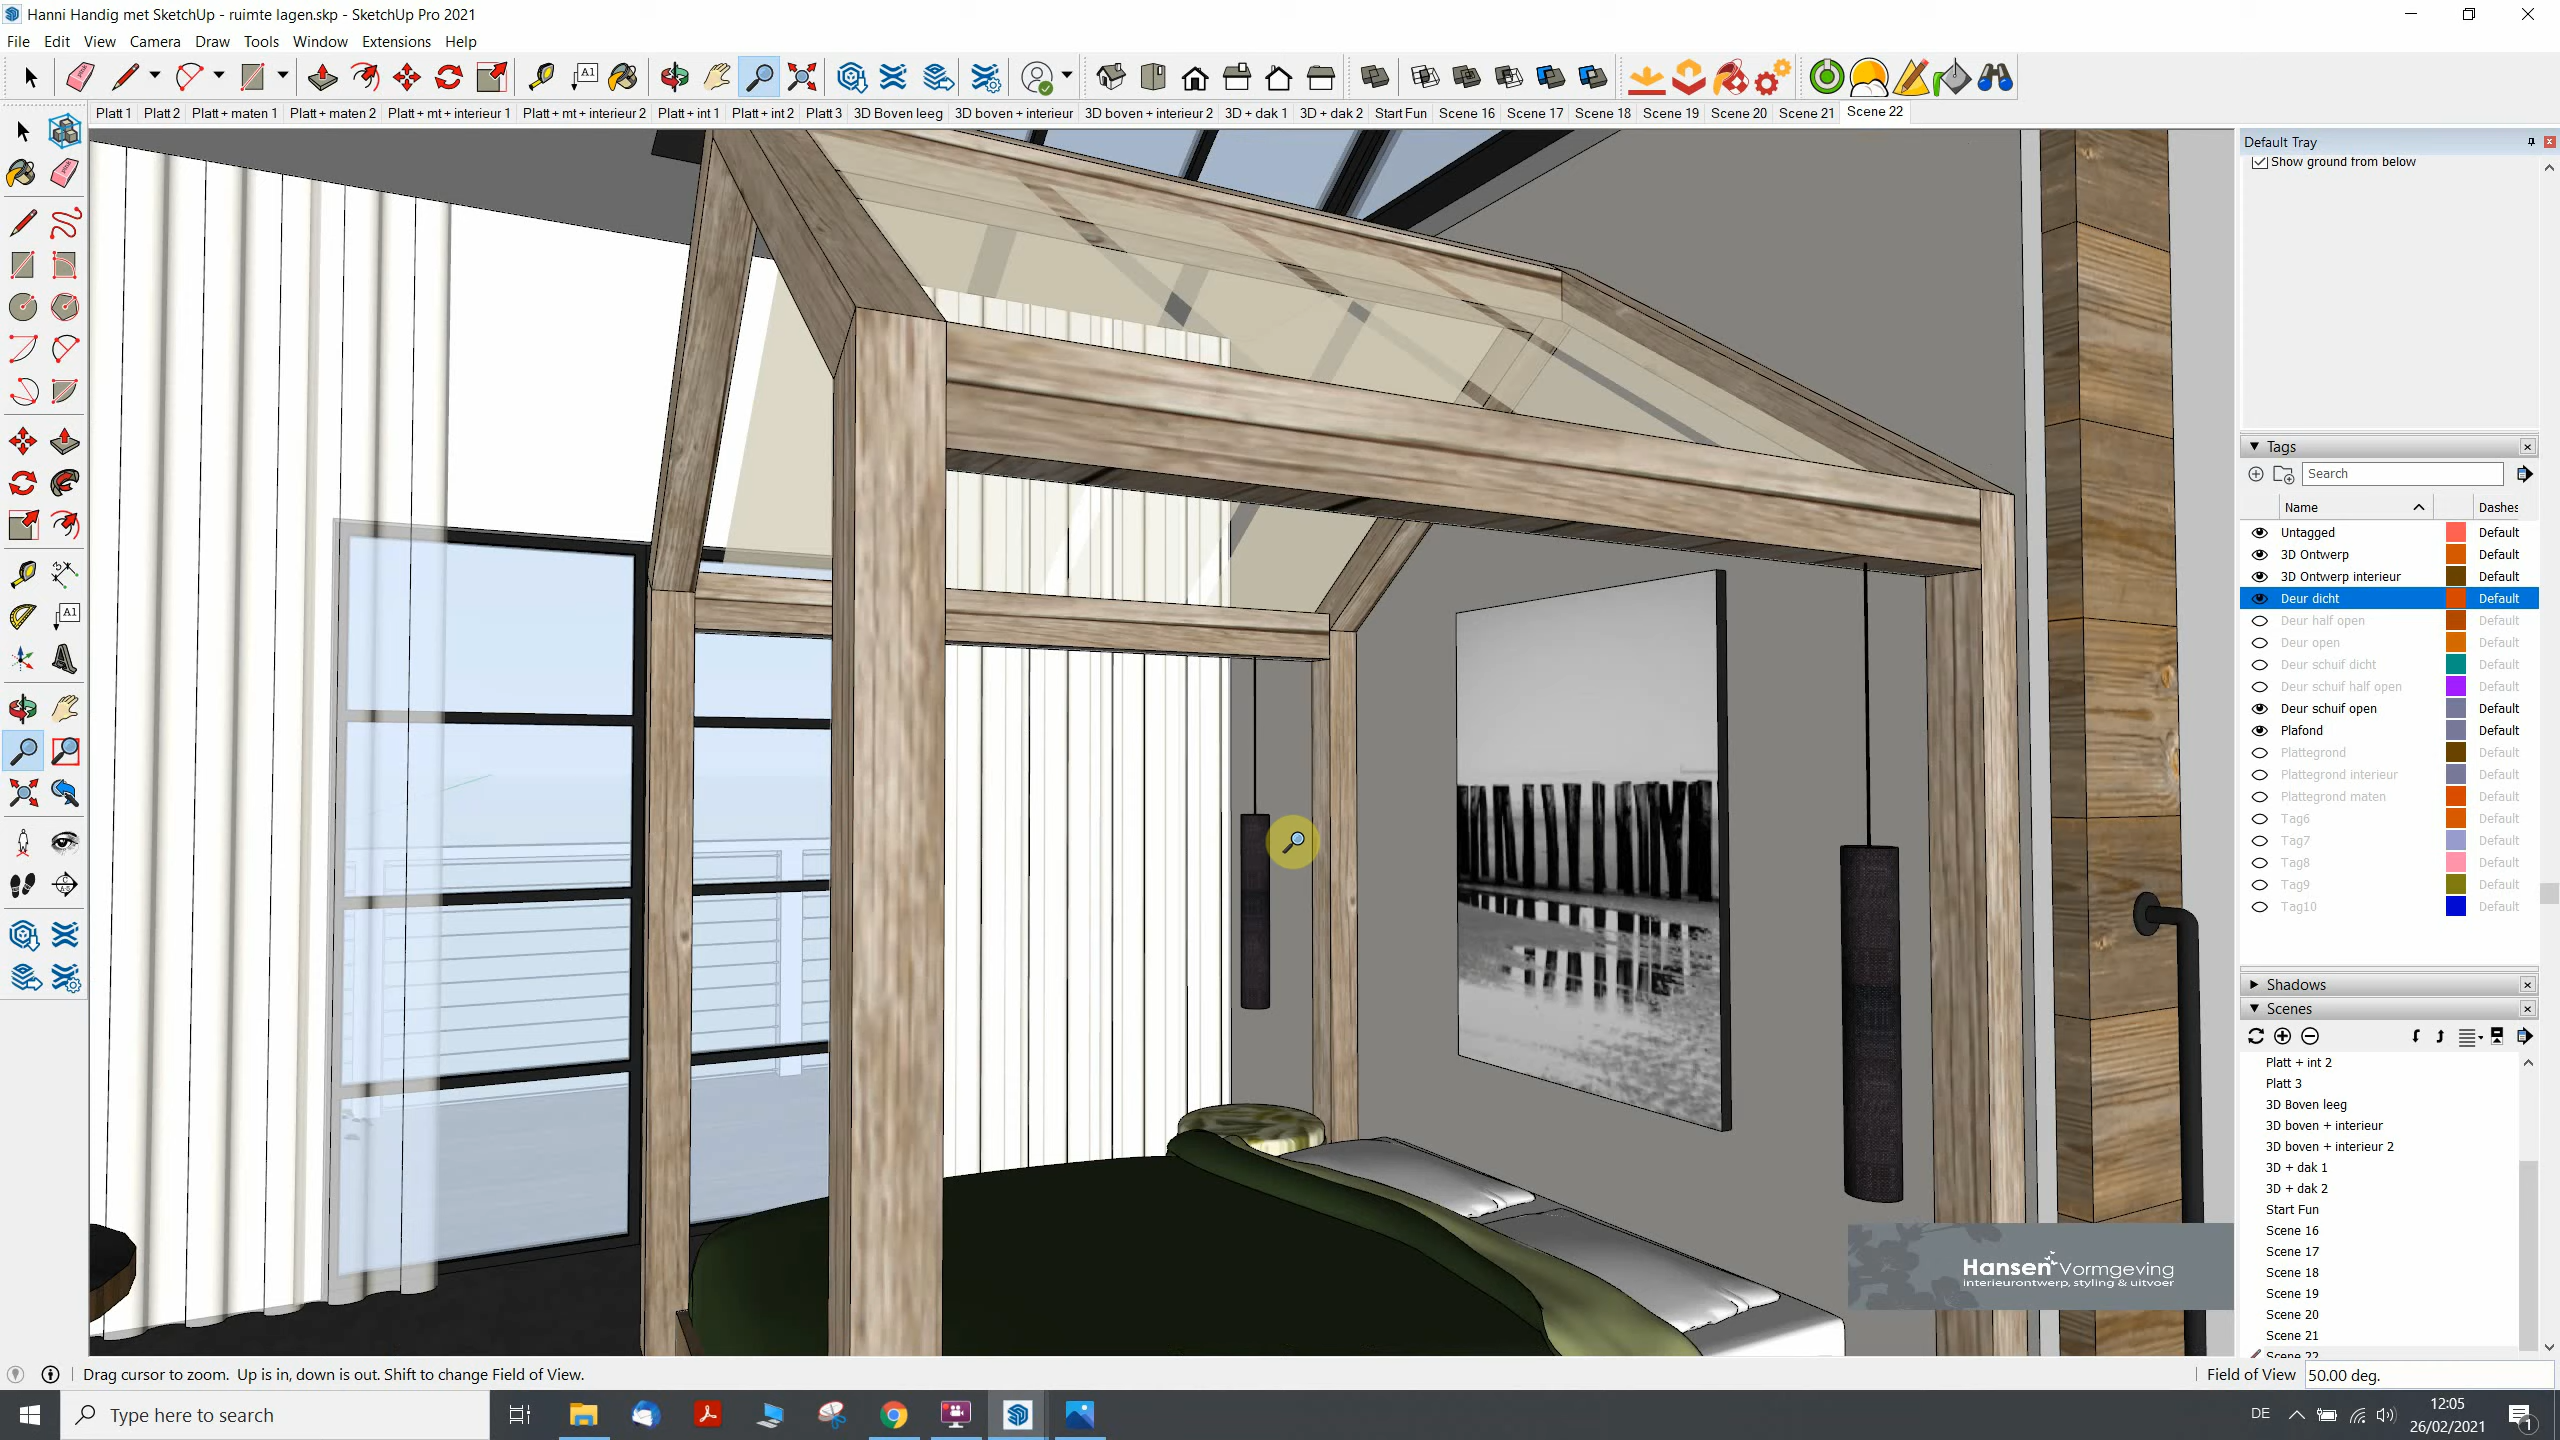 Hanni Handig met SketchUp - ruimte lagen.skp - SketchUp Pro 2021
File Edit View Camera Draw Tools Window Extensions Help
A1
Platt 1 Platt 2 Platt + maten 1 Platt + maten 2 Platt + mt + interieur 1 Platt + mt + interieur 2 Platt + int 1 Platt + int 2 Platt 3 3D Boven leeg 3D boven + interieur 3D boven + interieur 2 3D + dak 1 3D + dak 2 Start Fun Scene 16 Scene 17 Scene 18 Scene 19 Scene 20 Scene 21 Scene 22
Default Tray
Show ground from below
Tags
Search
Name Dashes
Untagged Default
3D Ontwerp Default
3D Ontwerp interieur Default
Deur dicht Default
Deur half open Default
Deur open Default
Deur schuif dicht Default
Deur schuif half open Default
Deur schuif open Default
Plafond Default
Plattegrond Default
Plattegrond interieur Default
Plattegrond maten Default
Tag6 Default
Tag7 Default
Tag8 Default
Tag9 Default
Tag10 Default
A1
Shadows
Scenes
Platt + int 2
Platt 3
3D Boven leeg
3D boven + interieur
3D boven + interieur 2
3D + dak 1
3D + dak 2
Start Fun
Scene 16
Scene 17
Scene 18
Scene 19
Scene 20
Scene 21
Scene 22
Hansen Vormgeving
interieurontwerp, styling & uitvoer
Drag cursor to zoom. Up is in, down is out. Shift to change Field of View.
Field of View 50.00 deg.
Type here to search
DE
12:05
26/02/2021
1